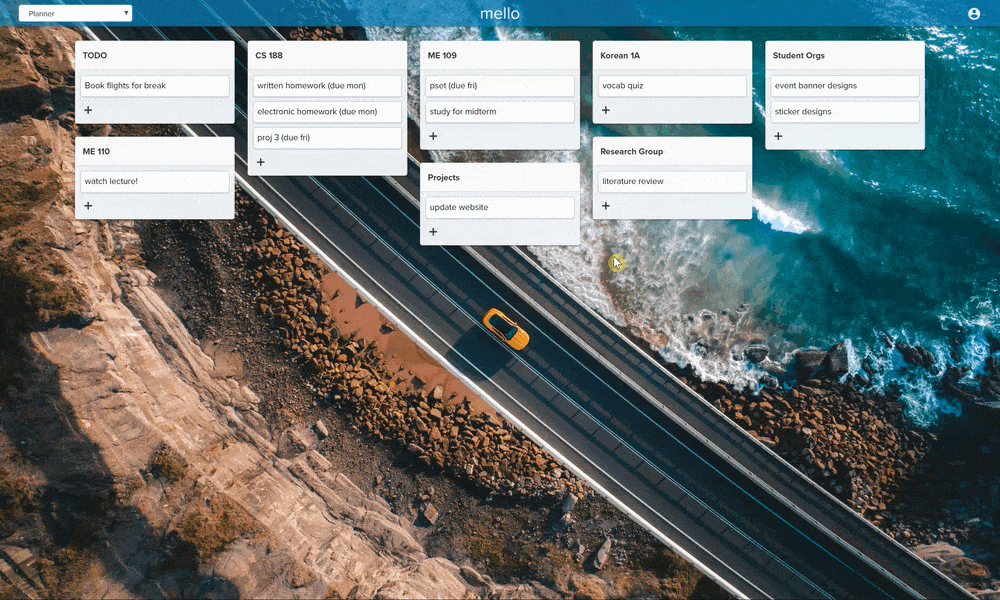 Planner
mello
TODO
Book flights for break
+
ME 110
watch lecture!
+
CS 188
written homework (due mon)
electronic homework (due mon)
proj 3 (due fri)
+
ME 109
pset (due fri)
study for midterm
+
Projects
update website
+
Korean 1A
vocab quiz
+
Research Group
literature review
+
Student Orgs
event banner designs
sticker designs
+